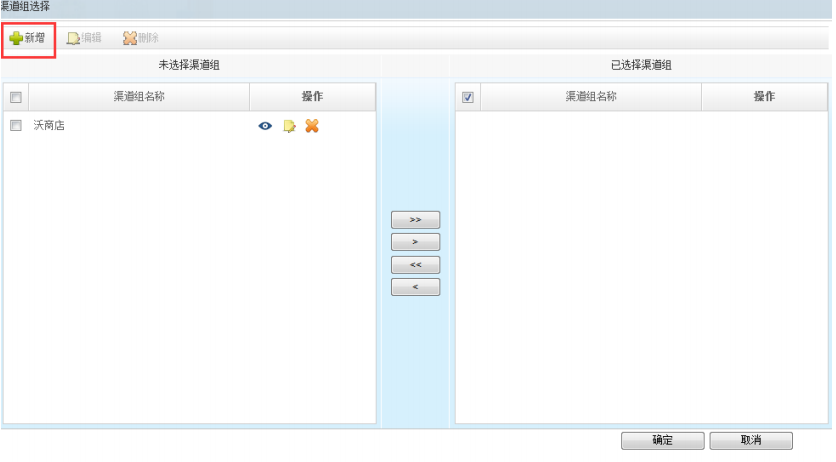 渠道组选择
新增 编辑 删除
未选择渠道组 已选择渠道组
渠道组名称 操作 渠道组名称 操作
沃商店
>>
>
<<
<
确定 取消